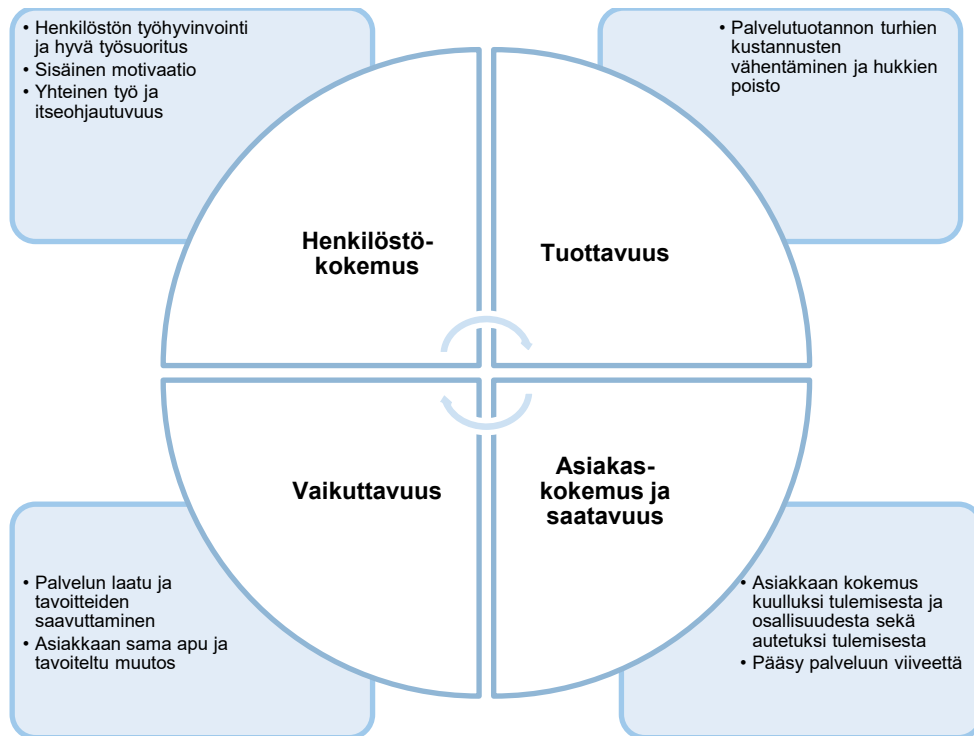 • Henkilöstön työhyvinvointi
ja hyvä työsuoritus
• Sisäinen motivaatio
• Yhteinen työ ja
itseohjautuvuus
• Palvelutuotannon turhien
kustannusten
vähentäminen ja hukkien
poisto
Henkilöstö-
kokemus
Tuottavuus
Vaikuttavuus
Asiakas-
kokemus ja
saatavuus
• Palvelun laatu ja
tavoitteiden
saavuttaminen
• Asiakkaan sama apu ja
tavoiteltu muutos
• Asiakkaan kokemus
kuulluksi tulemisesta ja
osallisuudesta sekä
autetuksi tulemisesta
• Pääsy palveluun viiveettä